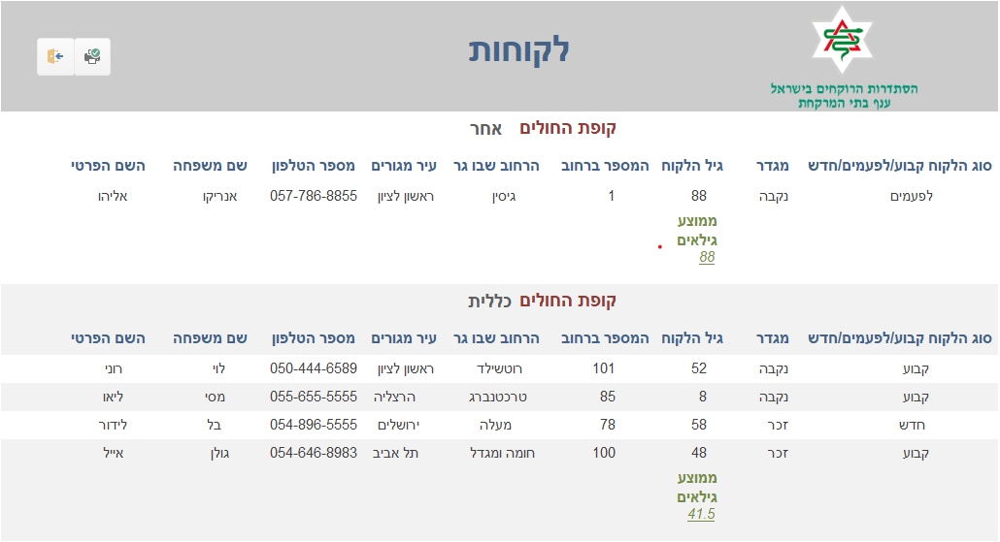 לקוחות
הסתדרות הרוקחים בישראל
ענף בתי המרקחת
קופת החולים אחר
סוג הלקוח קבוע/לפעמים/חדש מגדר גיל הלקוח המספר ברחוב הרחוב שבו גר עיר מגורים מספר הטלפון שם משפחה השם הפרטי
לפעמים נקבה 88 1 גיסין ראשון לציון 057-786-8855 אנריקו אליהו
ממוצע
גילאים
88
קופת החולים כללית
סוג הלקוח קבוע/לפעמים/חדש מגדר גיל הלקוח המספר ברחוב הרחוב שבו גר עיר מגורים מספר הטלפון שם משפחה השם הפרטי
קבוע נקבה 52 101 רוטשילד ראשון לציון 050-444-6589 לוי רוני
קבוע נקבה 8 85 טרכטנברג הרצליה 055-655-5555 מסי ליאו
חדש זכר 58 78 מעלה ירושלים 054-896-5555 בל לידור
קבוע זכר 48 100 חומה ומגדל תל אביב 054-646-8983 גולן אייל
ממוצע
גילאים
41.5